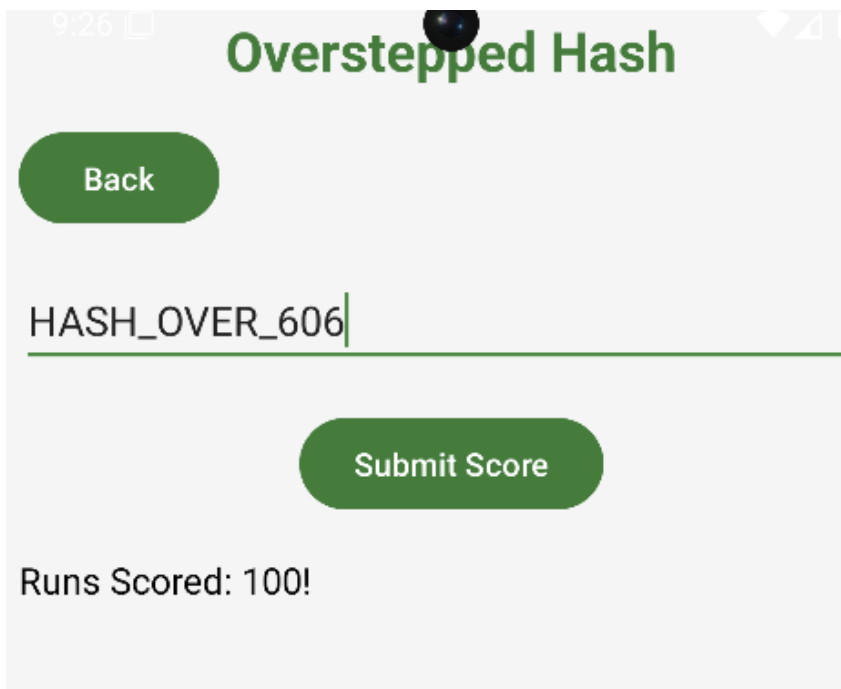 9:26
Overstepped Hash
Back
HASH_OVER_606
Submit Score
Runs Scored: 100!